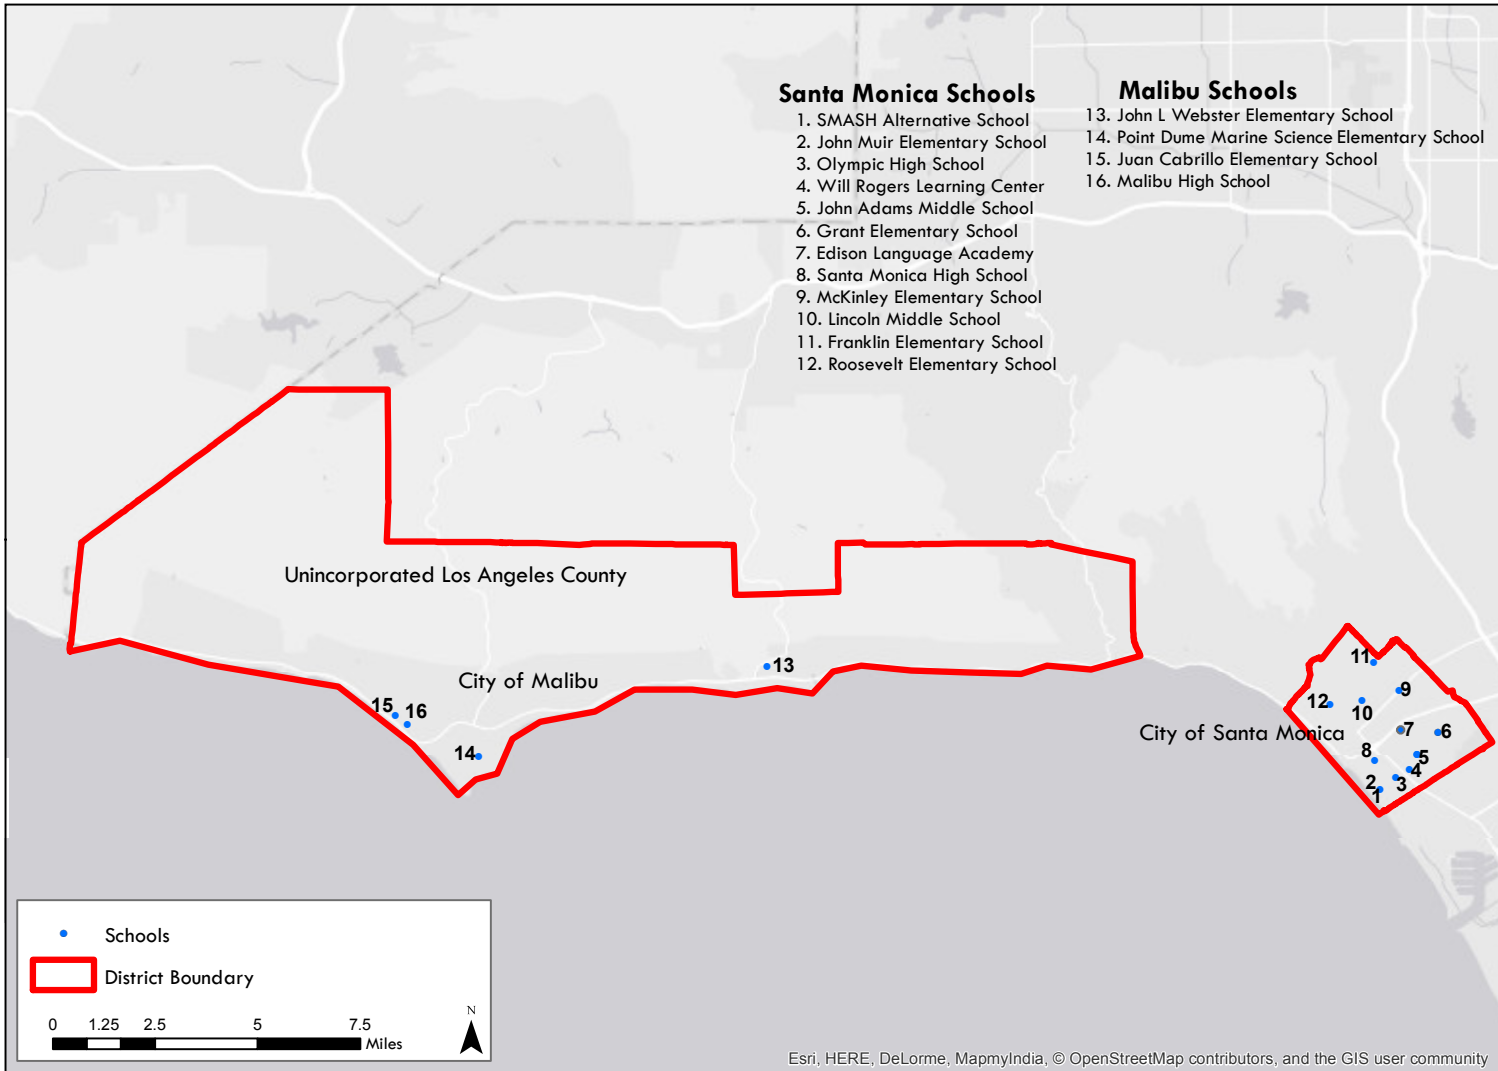 Santa Monica Schools
1. SMASH Alternative School
2. John Muir Elementary School
3. Olympic High School
4. Will Rogers Learning Center
5. John Adams Middle School
6. Grant Elementary School
7. Edison Language Academy
8. Santa Monica High School
9. McKinley Elementary School
10. Lincoln Middle School
11. Franklin Elementary School
12. Roosevelt Elementary School
Malibu Schools
13. John L Webster Elementary School
14. Point Dume Marine Science Elementary School
15. Juan Cabrillo Elementary School
16. Malibu High School
Unincorporated Los Angeles County
City of Malibu
13
15
16
14
11
12
10
9
City of Santa Monica
7
6
8
5
4
2
3
1
Schools
District Boundary
0 1.25 2.5 5 7.5
Miles
N
Esri, HERE, DeLorme, MapmyIndia, © OpenStreetMap contributors, and the GIS user community